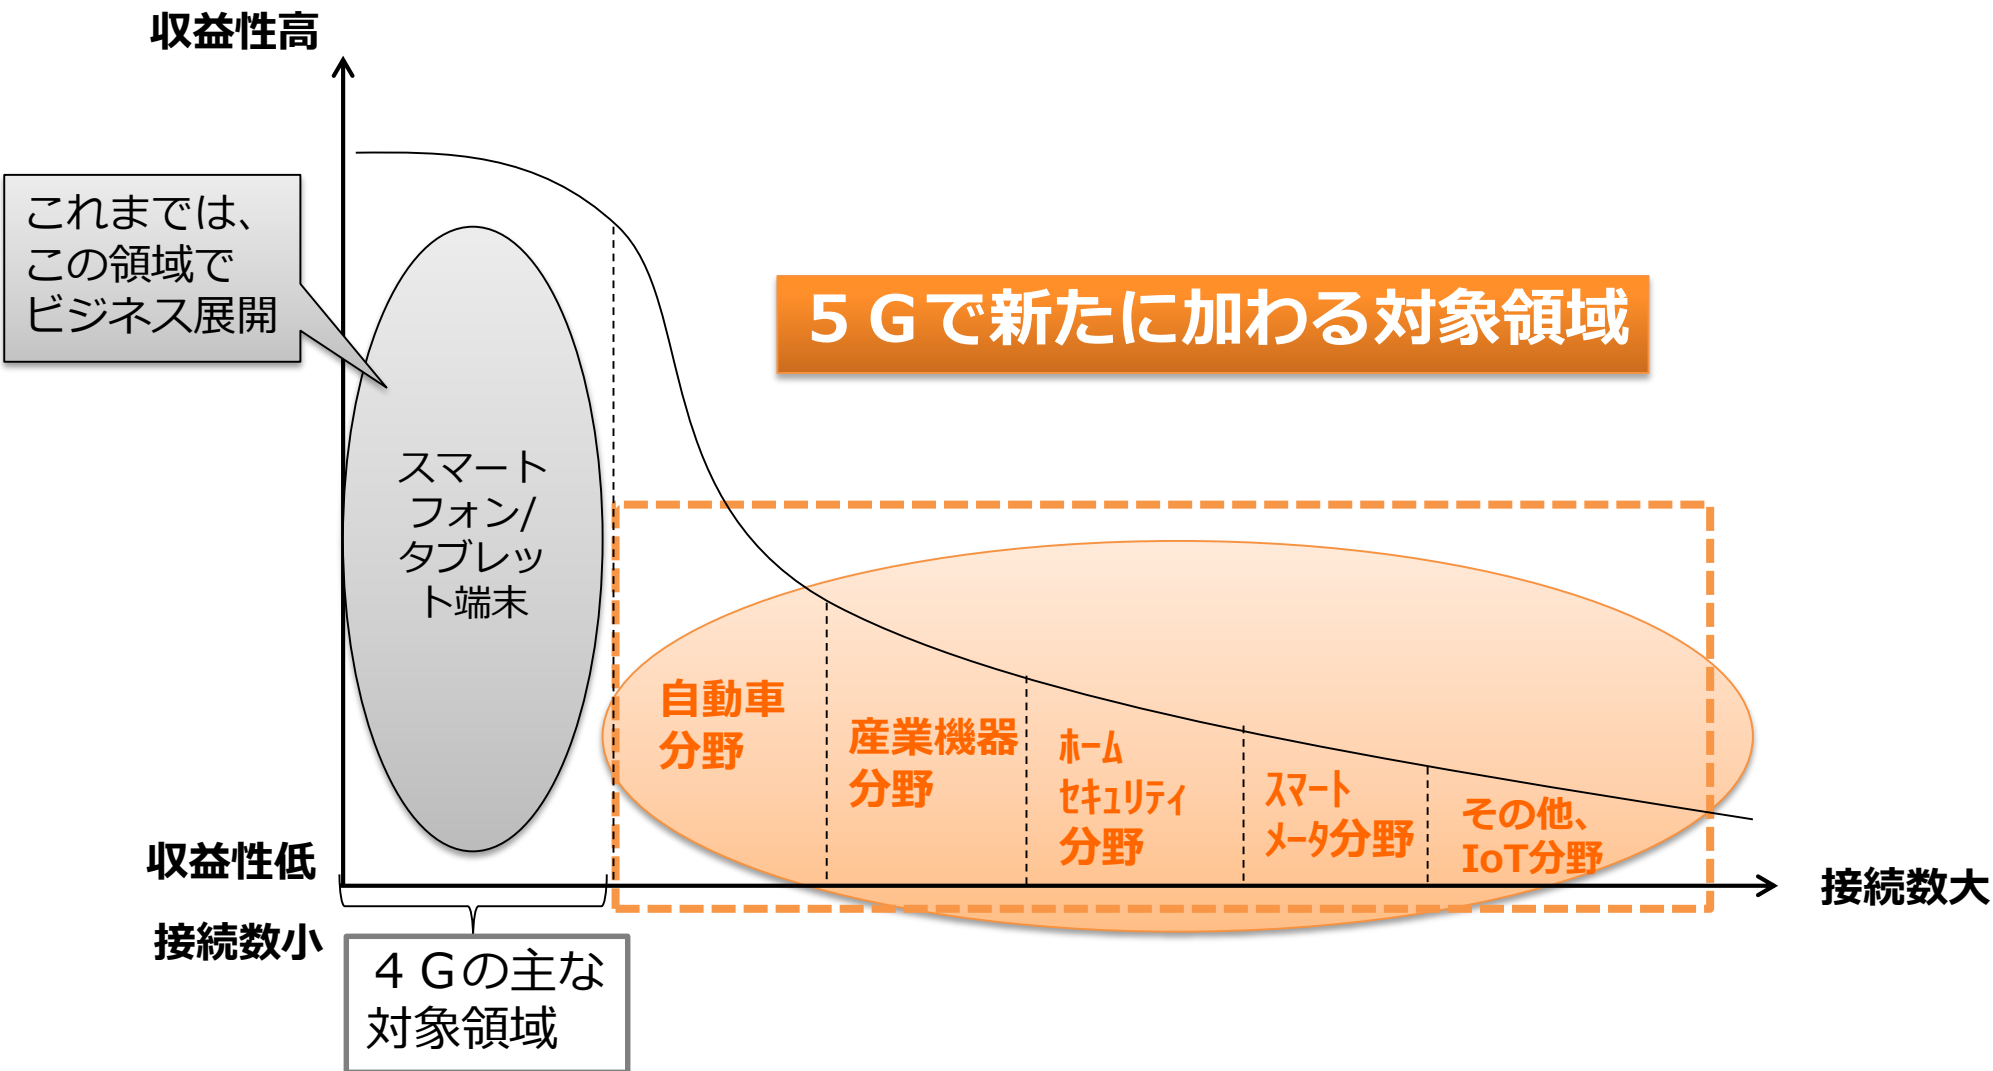 収益性高
これまでは、
この領域で
ビジネス展開
５Ｇで新たに加わる対象領域
スマート
フォン/
タブレッ
ト端末
自動車
分野
産業機器
分野
ﾎｰﾑ
ｾｷｭﾘﾃｨ
分野
ｽﾏｰﾄ
ﾒｰﾀ分野
その他、
IoT分野
収益性低
接続数大
接続数小
４Ｇの主な
対象領域